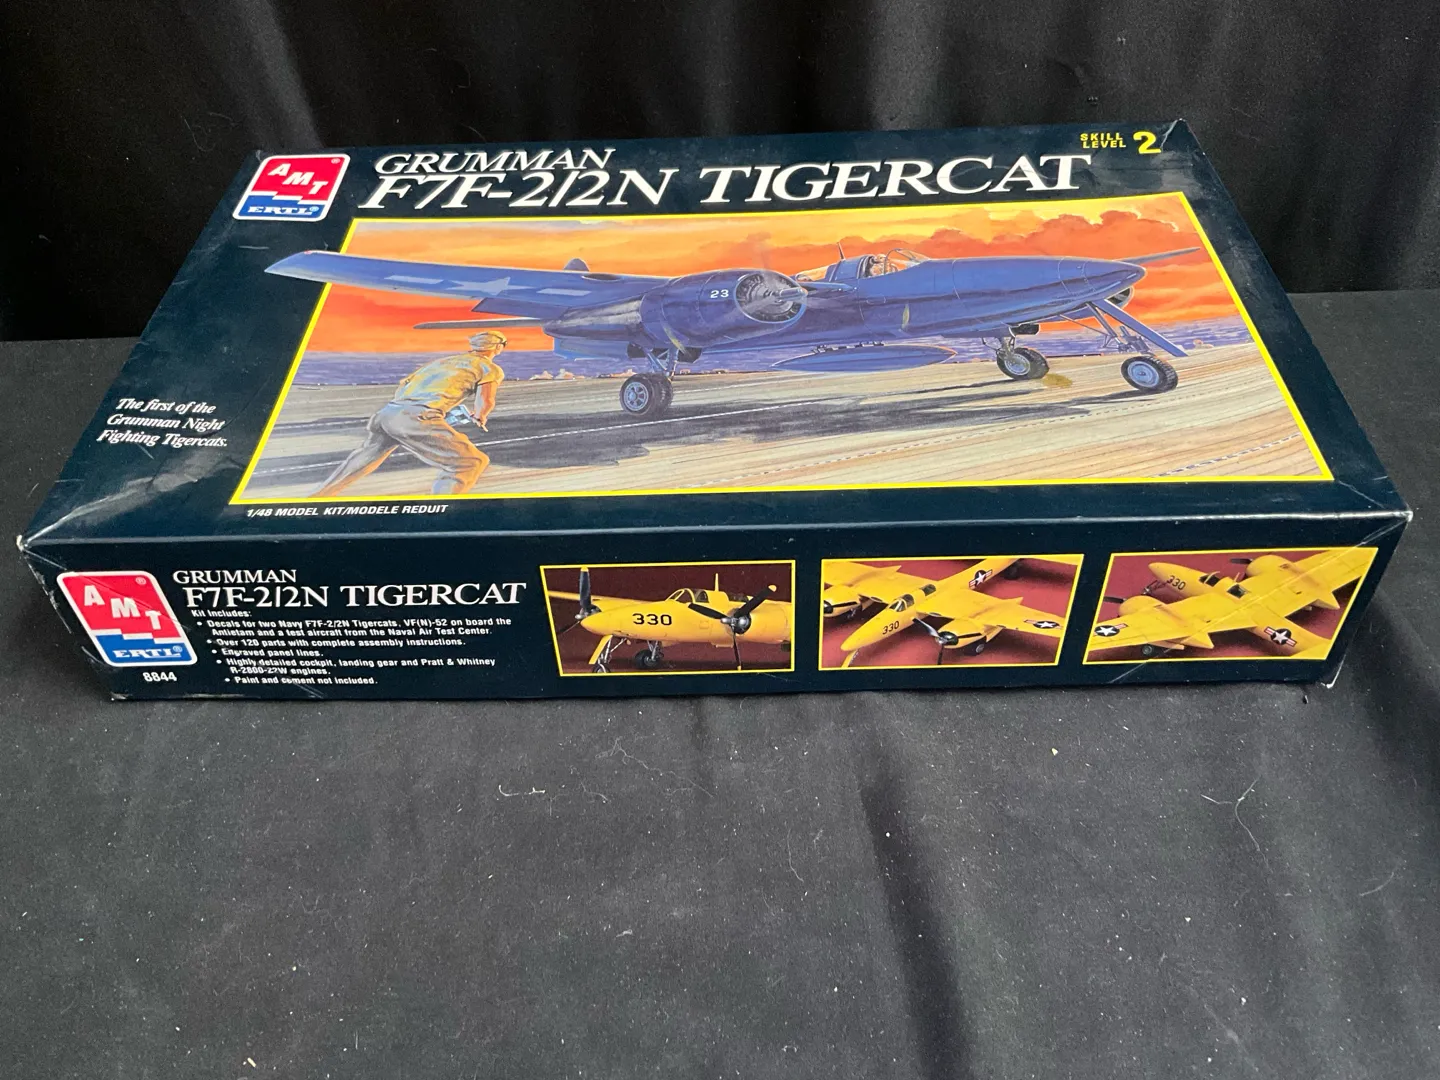 AMT
ERTL®
GRUMMAN
F7F-2/2N TIGERCAT
SKILL
LEVEL 2
23
The first of the
Grumman Night
Fighting Tigercats.
1/48 MODEL KIT/MODELE REDUIT
AMT
ERTL®
8844
GRUMMAN
F7F-2/2N TIGERCAT
Kit Includes:
• Decals for two Navy F7F-2/2N Tigercats. VF(N)-52 on board the
Antietam and a test aircraft from the Naval Air Test Center.
• Over 120 parts with complete assembly instructions.
• Engraved panel lines.
• Highly detailed cockpit, landing gear and Pratt & Whitney
R-2800-22W engines.
• Paint and cement not included.
330
330
330